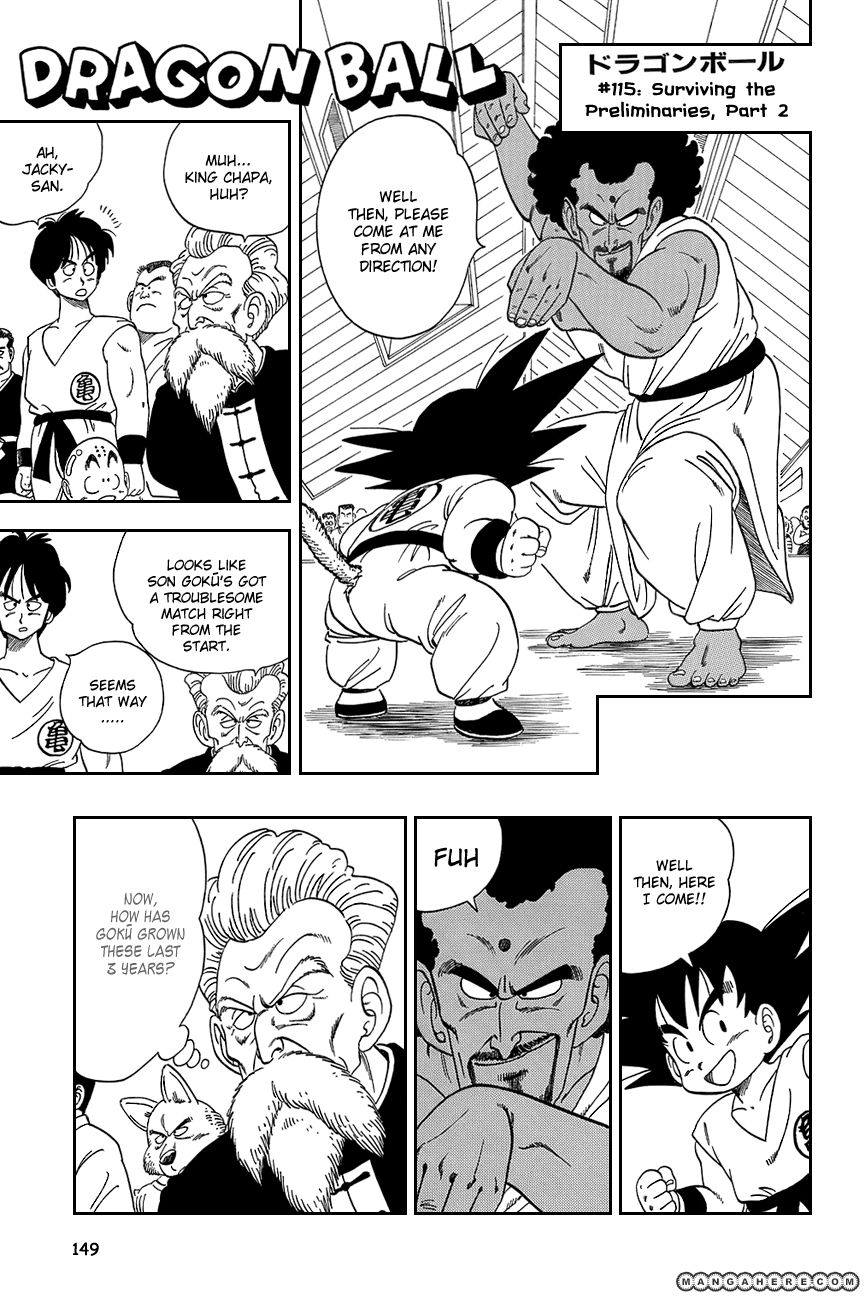 DRAGON BALL
ドラゴンボール
#115: Surviving the
Preliminaries, Part 2
WELL
THEN, PLEASE
COME AT ME
FROM ANY
DIRECTION!
亀
MUH...
KING CHAPA,
HUH?
AH,
JACKY-
SAN.
亀
LOOKS LIKE
SON GOKŪ'S GOT
A TROUBLESOME
MATCH RIGHT
FROM THE
START.
SEEMS
THAT WAY
.....
亀
WELL
THEN, HERE
I COME!!
FUH
NOW,
HOW HAS
GOKŪ GROWN
THESE LAST
3 YEARS?
149
MANGAHERE.COM